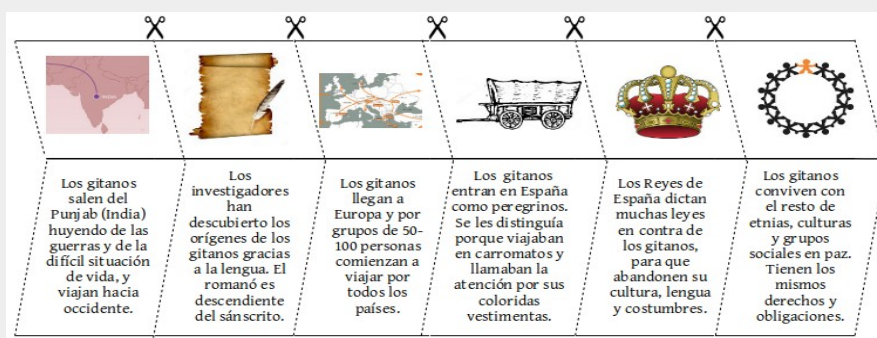 Los gitanos
salen del
Punjab (India)
huyendo de las
guerras y de la
difícil situación
de vida, y
viajan hacia
occidente.
Los
investigadores
han
descubierto los
orígenes de los
gitanos gracias
a la lengua. El
romanó es
descendiente
del sánscrito.
Los gitanos
llegan a
Europa y por
grupos de 50-
100 personas
comienzan a
viajar por
todos los
países.
Los gitanos
entran en España
como peregrinos.
Se les distinguía
porque viajaban
en carromatos y
llamaban la
atención por sus
coloridas
vestimentas.
Los Reyes de
España dictan
muchas leyes
en contra de
los gitanos,
para que
abandonen su
cultura, lengua
y costumbres.
Los gitanos
conviven con
el resto de
etnias, culturas
y grupos
sociales en paz.
Tienen los
mismos
derechos y
obligaciones.